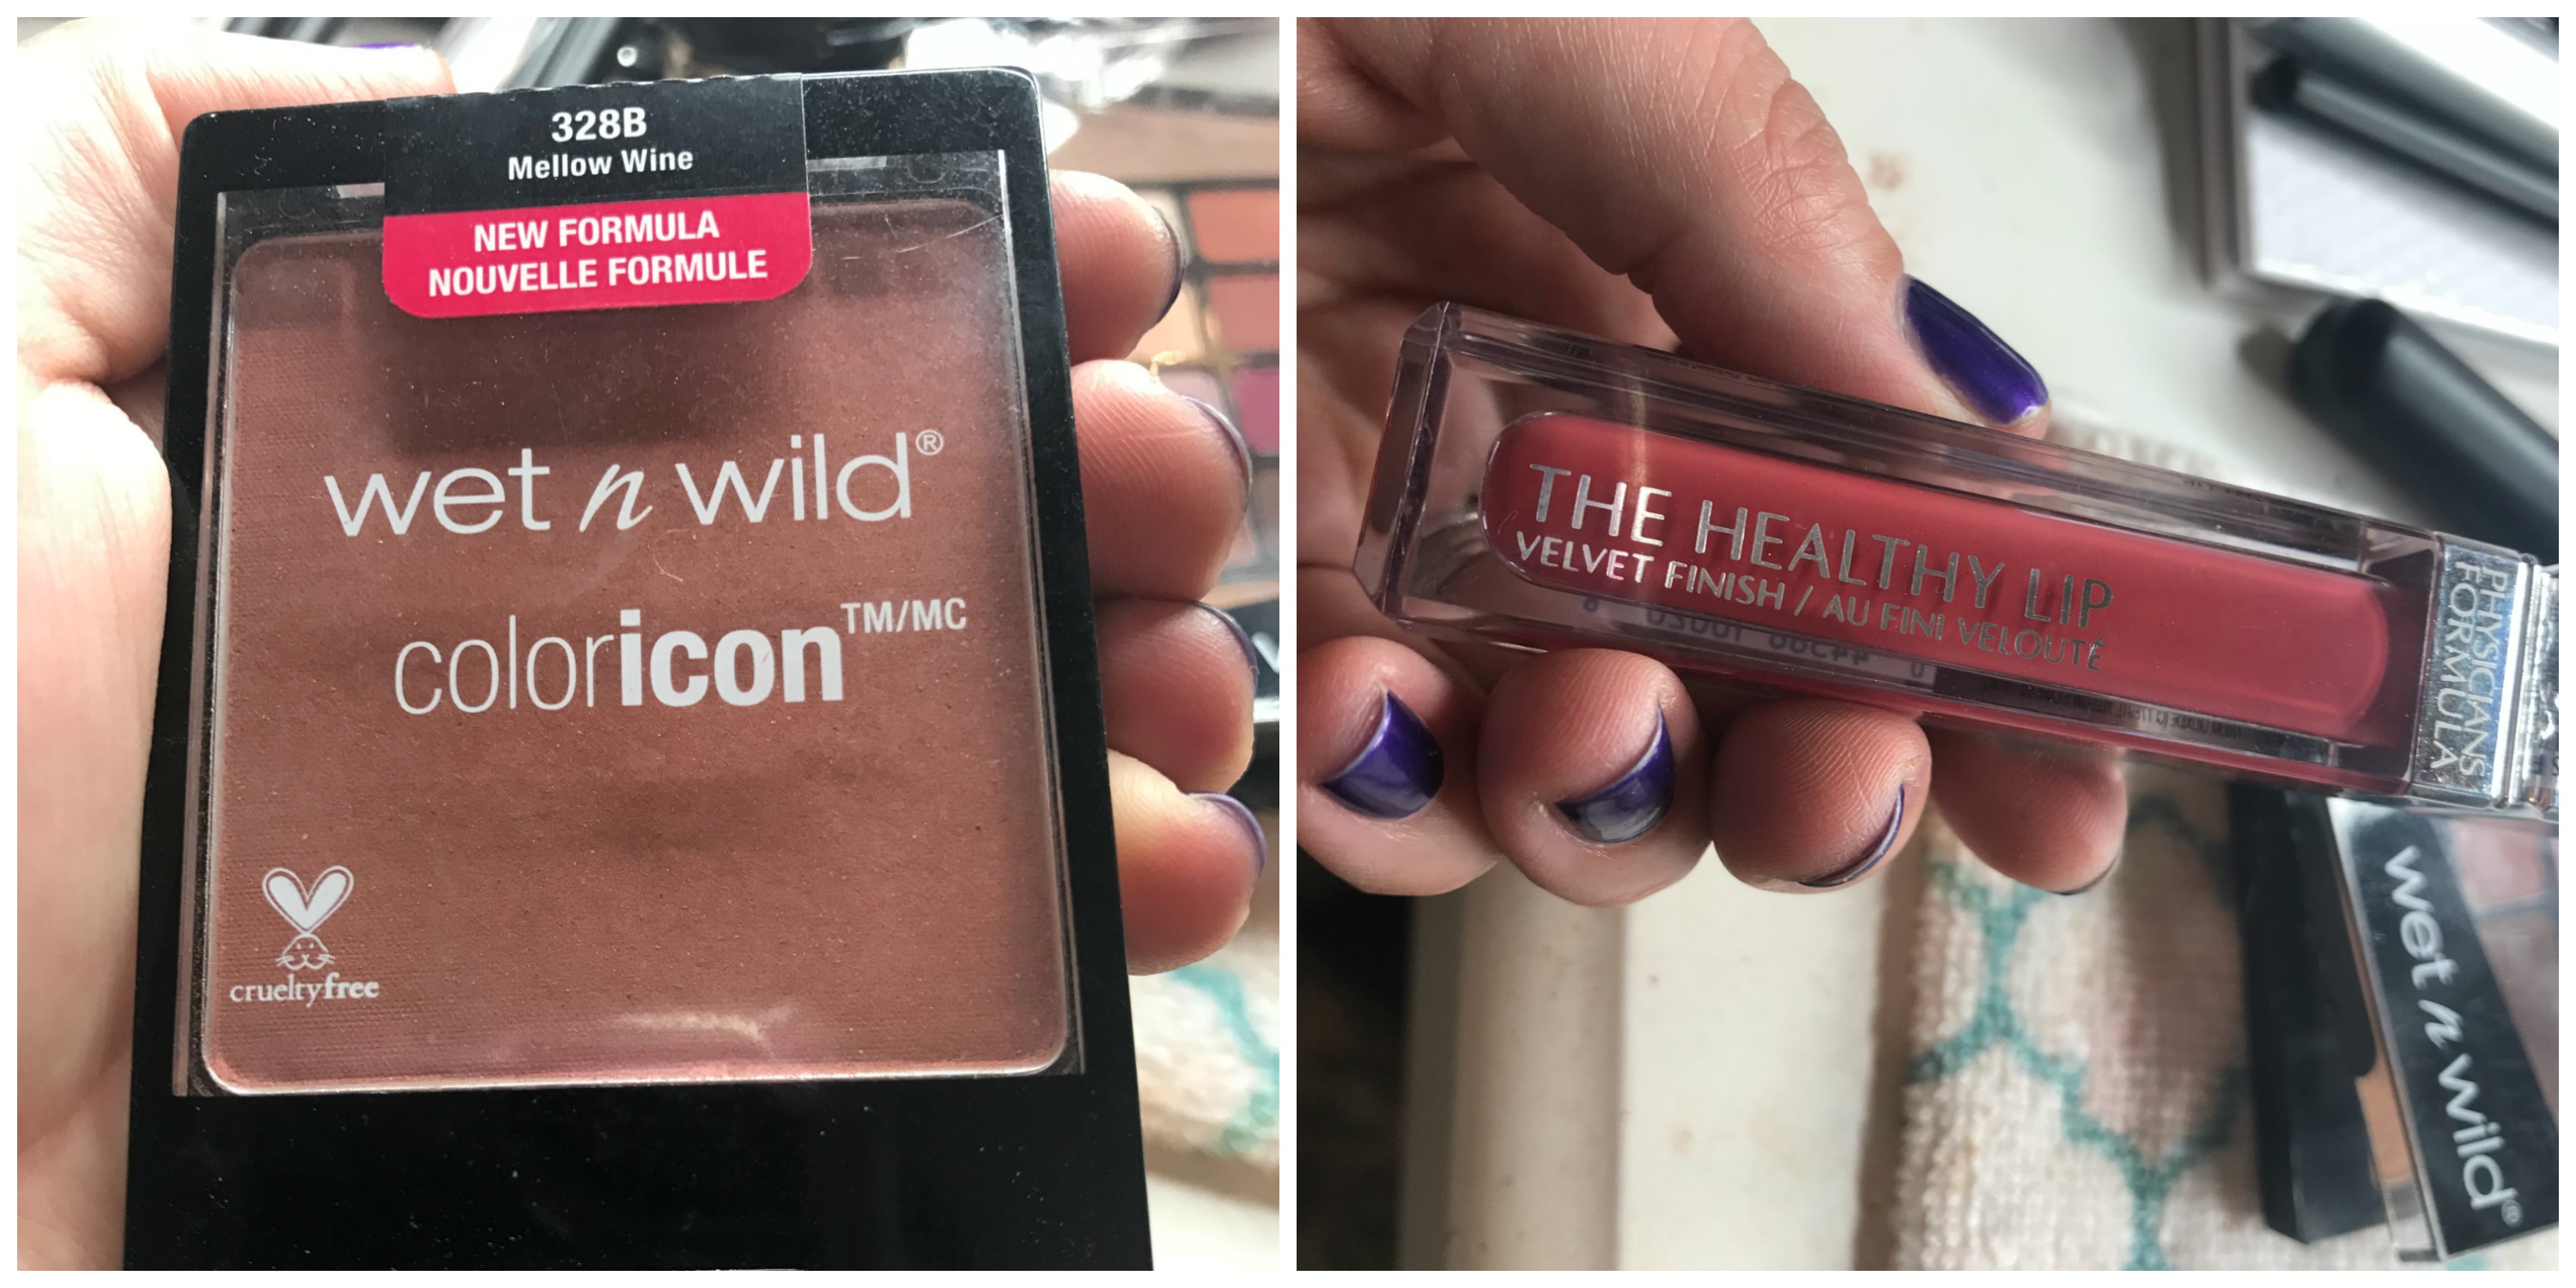 328B
Mellow Wine
NEW FORMULA
NOUVELLE FORMULE
wet n wild®
coloricon™/MC
crueltyfree
THE HEALTHY LIP
VELVET FINISH / AU FINI VELOUTÉ
PHYSICIANS
FORMULA
wet n wild®